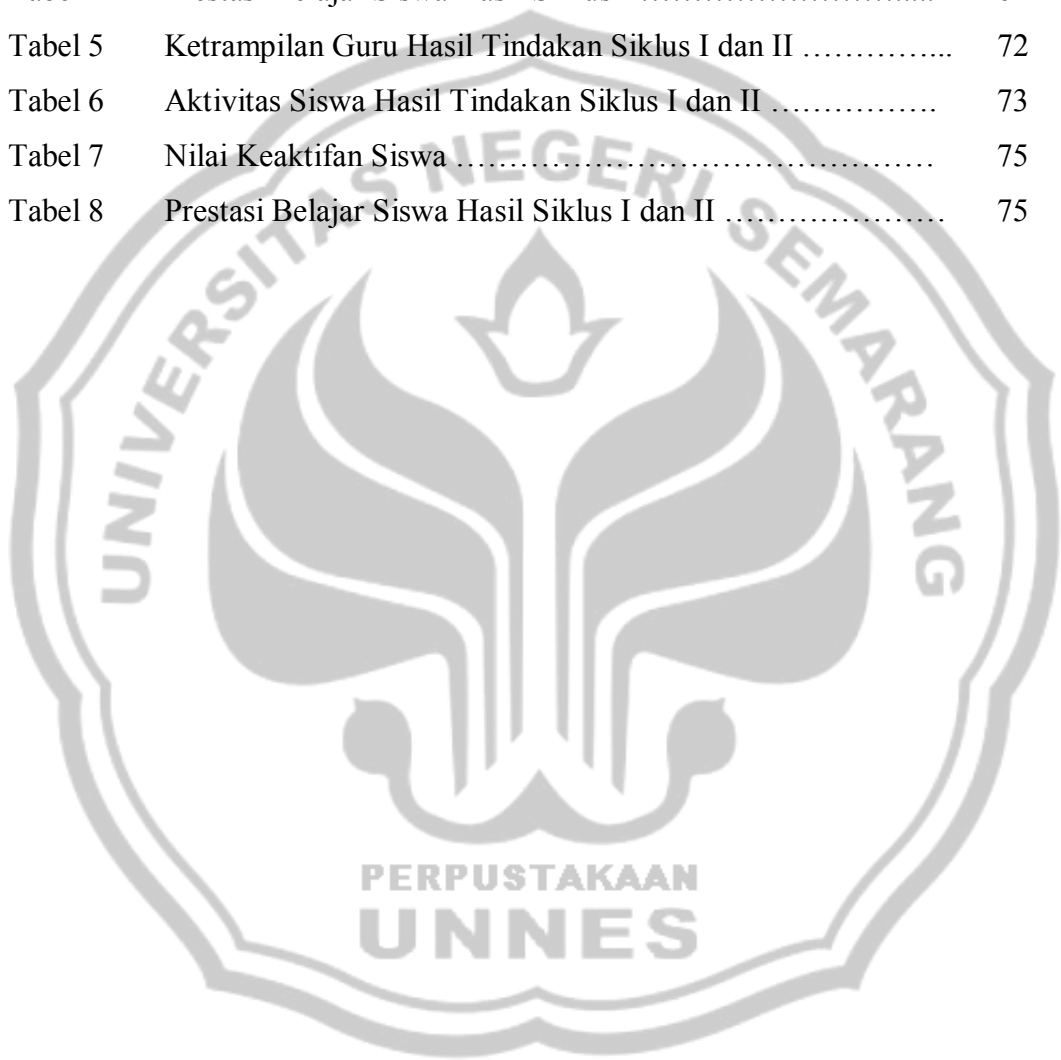 Tabel 5 Ketrampilan Guru Hasil Tindakan Siklus I dan II …………... 72
Tabel 6 Aktivitas Siswa Hasil Tindakan Siklus I dan II ……………. 73
Tabel 7 Nilai Keaktifan Siswa ………………………………………… 75
Tabel 8 Prestasi Belajar Siswa Hasil Siklus I dan II …………………. 75
UNIVERSITAS NEGERI SEMARANG
PERPUSTAKAAN
UNNES